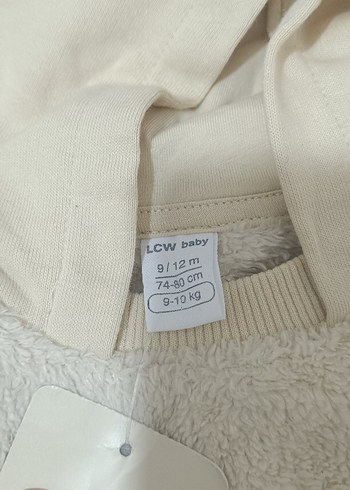 LCW baby
9/12 m
74-80 cm
9-10 kg